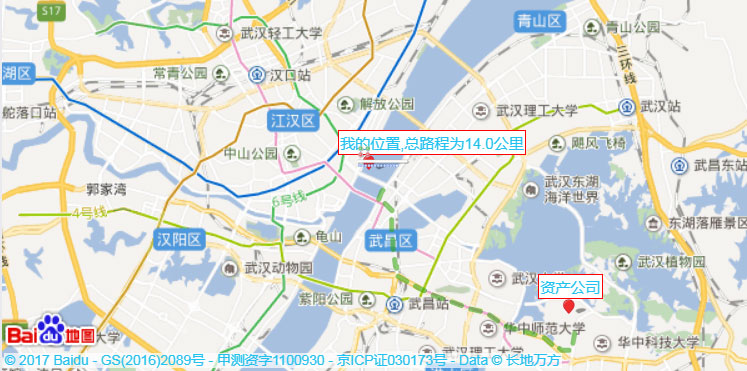 S17
武汉轻工大学
青山区
青山公园
三环线
湖区
常青公园
汉口站
解放公园
武汉理工大学
武汉站
舵落口站
江汉区
我的位置,总路程为14.0公里
飓风飞椅
中山公园
武昌东站
郭家湾
6号线
武汉东湖
海洋世界
4号线
东湖落雁景区
汉阳区
龟山
武昌区
武汉动物园
武汉植物园
资产公司
紫阳公园
武昌站
Baidu地图
华中师范大学
武汉理工大学
华中科技大学
© 2017 Baidu - GS(2016)2089号 - 甲测资字1100930 - 京ICP证030173号 - Data © 长地万方